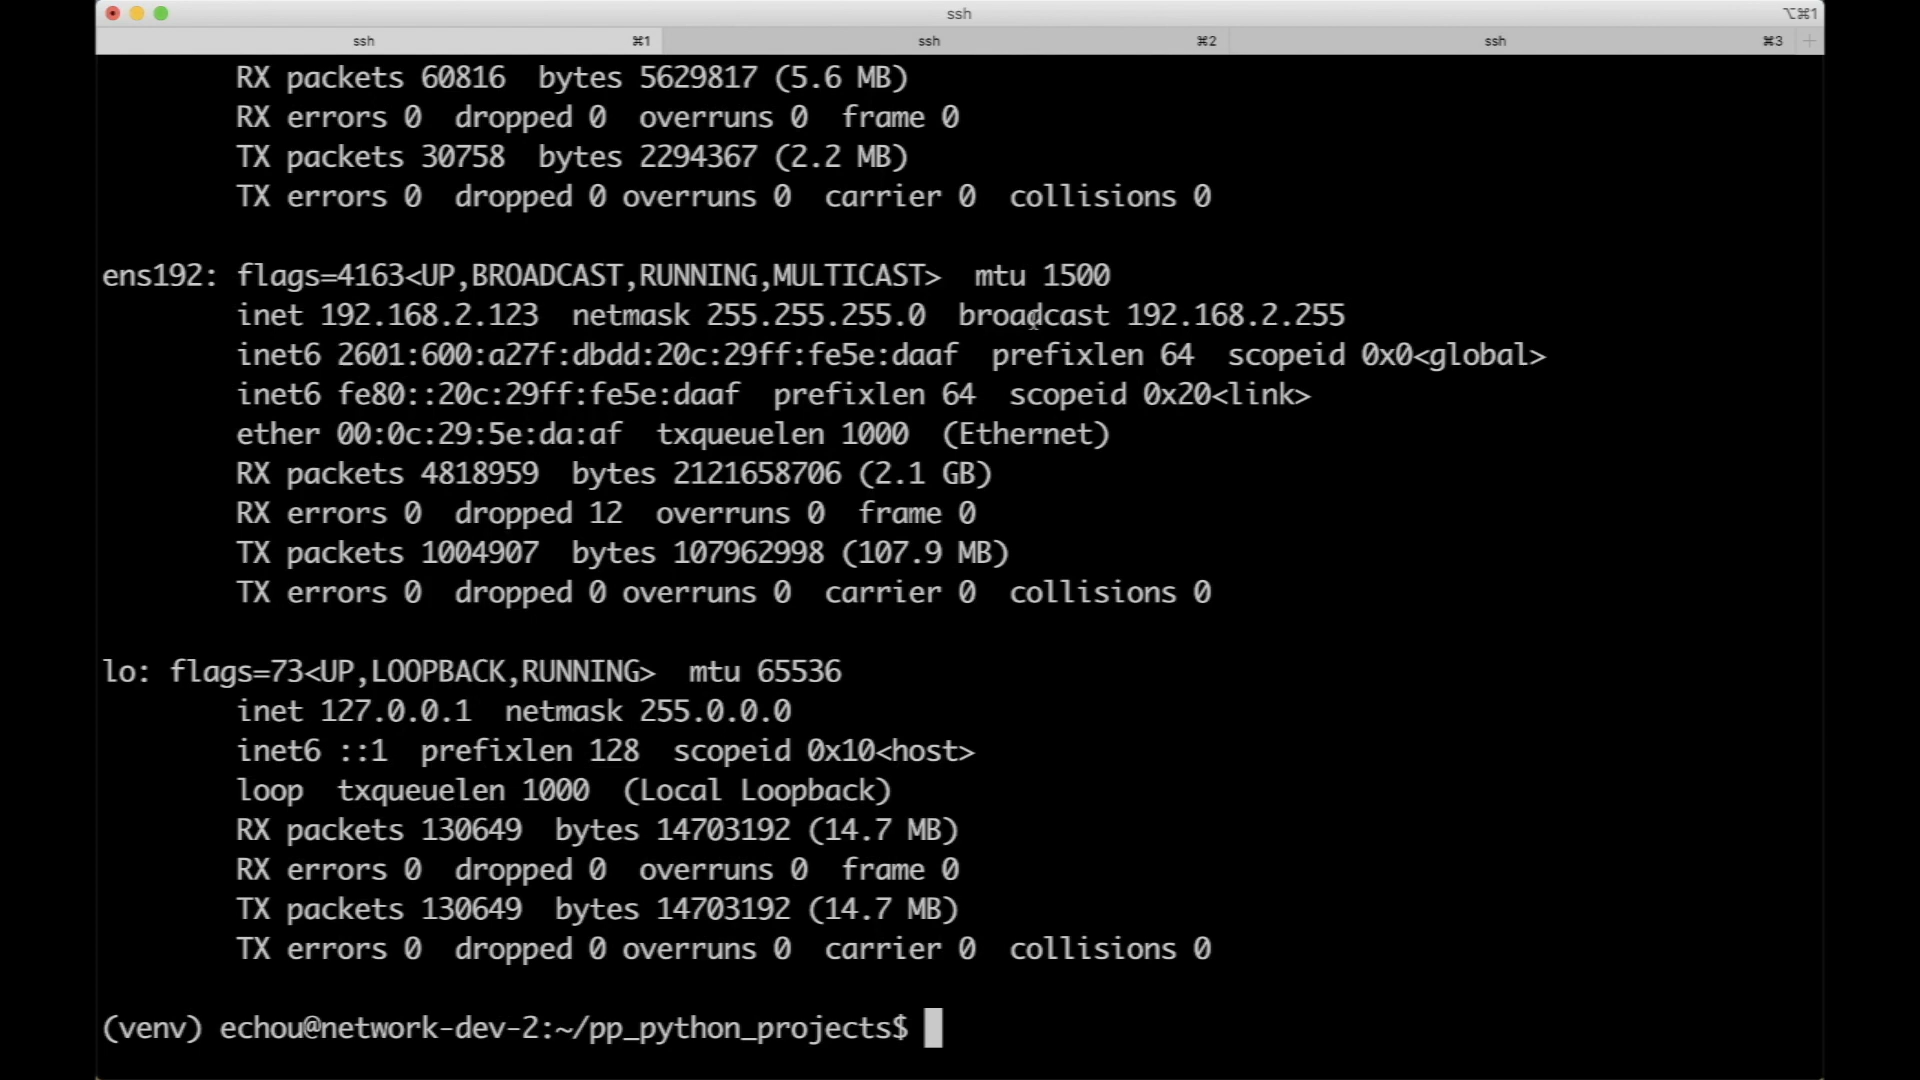 ssh ⌥⌘1
ssh ⌘1 ssh ⌘2 ssh ⌘3 +
RX packets 60816  bytes 5629817 (5.6 MB)
RX errors 0  dropped 0  overruns 0  frame 0
TX packets 30758  bytes 2294367 (2.2 MB)
TX errors 0  dropped 0 overruns 0  carrier 0  collisions 0
ens192: flags=4163<UP,BROADCAST,RUNNING,MULTICAST>  mtu 1500
inet 192.168.2.123  netmask 255.255.255.0  broadcast 192.168.2.255
inet6 2601:600:a27f:dbdd:20c:29ff:fe5e:daaf  prefixlen 64  scopeid 0x0<global>
inet6 fe80::20c:29ff:fe5e:daaf  prefixlen 64  scopeid 0x20<link>
ether 00:0c:29:5e:da:af  txqueuelen 1000  (Ethernet)
RX packets 4818959  bytes 2121658706 (2.1 GB)
RX errors 0  dropped 12  overruns 0  frame 0
TX packets 1004907  bytes 107962998 (107.9 MB)
TX errors 0  dropped 0 overruns 0  carrier 0  collisions 0
lo: flags=73<UP,LOOPBACK,RUNNING>  mtu 65536
inet 127.0.0.1  netmask 255.0.0.0
inet6 ::1  prefixlen 128  scopeid 0x10<host>
loop  txqueuelen 1000  (Local Loopback)
RX packets 130649  bytes 14703192 (14.7 MB)
RX errors 0  dropped 0  overruns 0  frame 0
TX packets 130649  bytes 14703192 (14.7 MB)
TX errors 0  dropped 0 overruns 0  carrier 0  collisions 0
(venv) echou@network-dev-2:~/pp_python_projects$